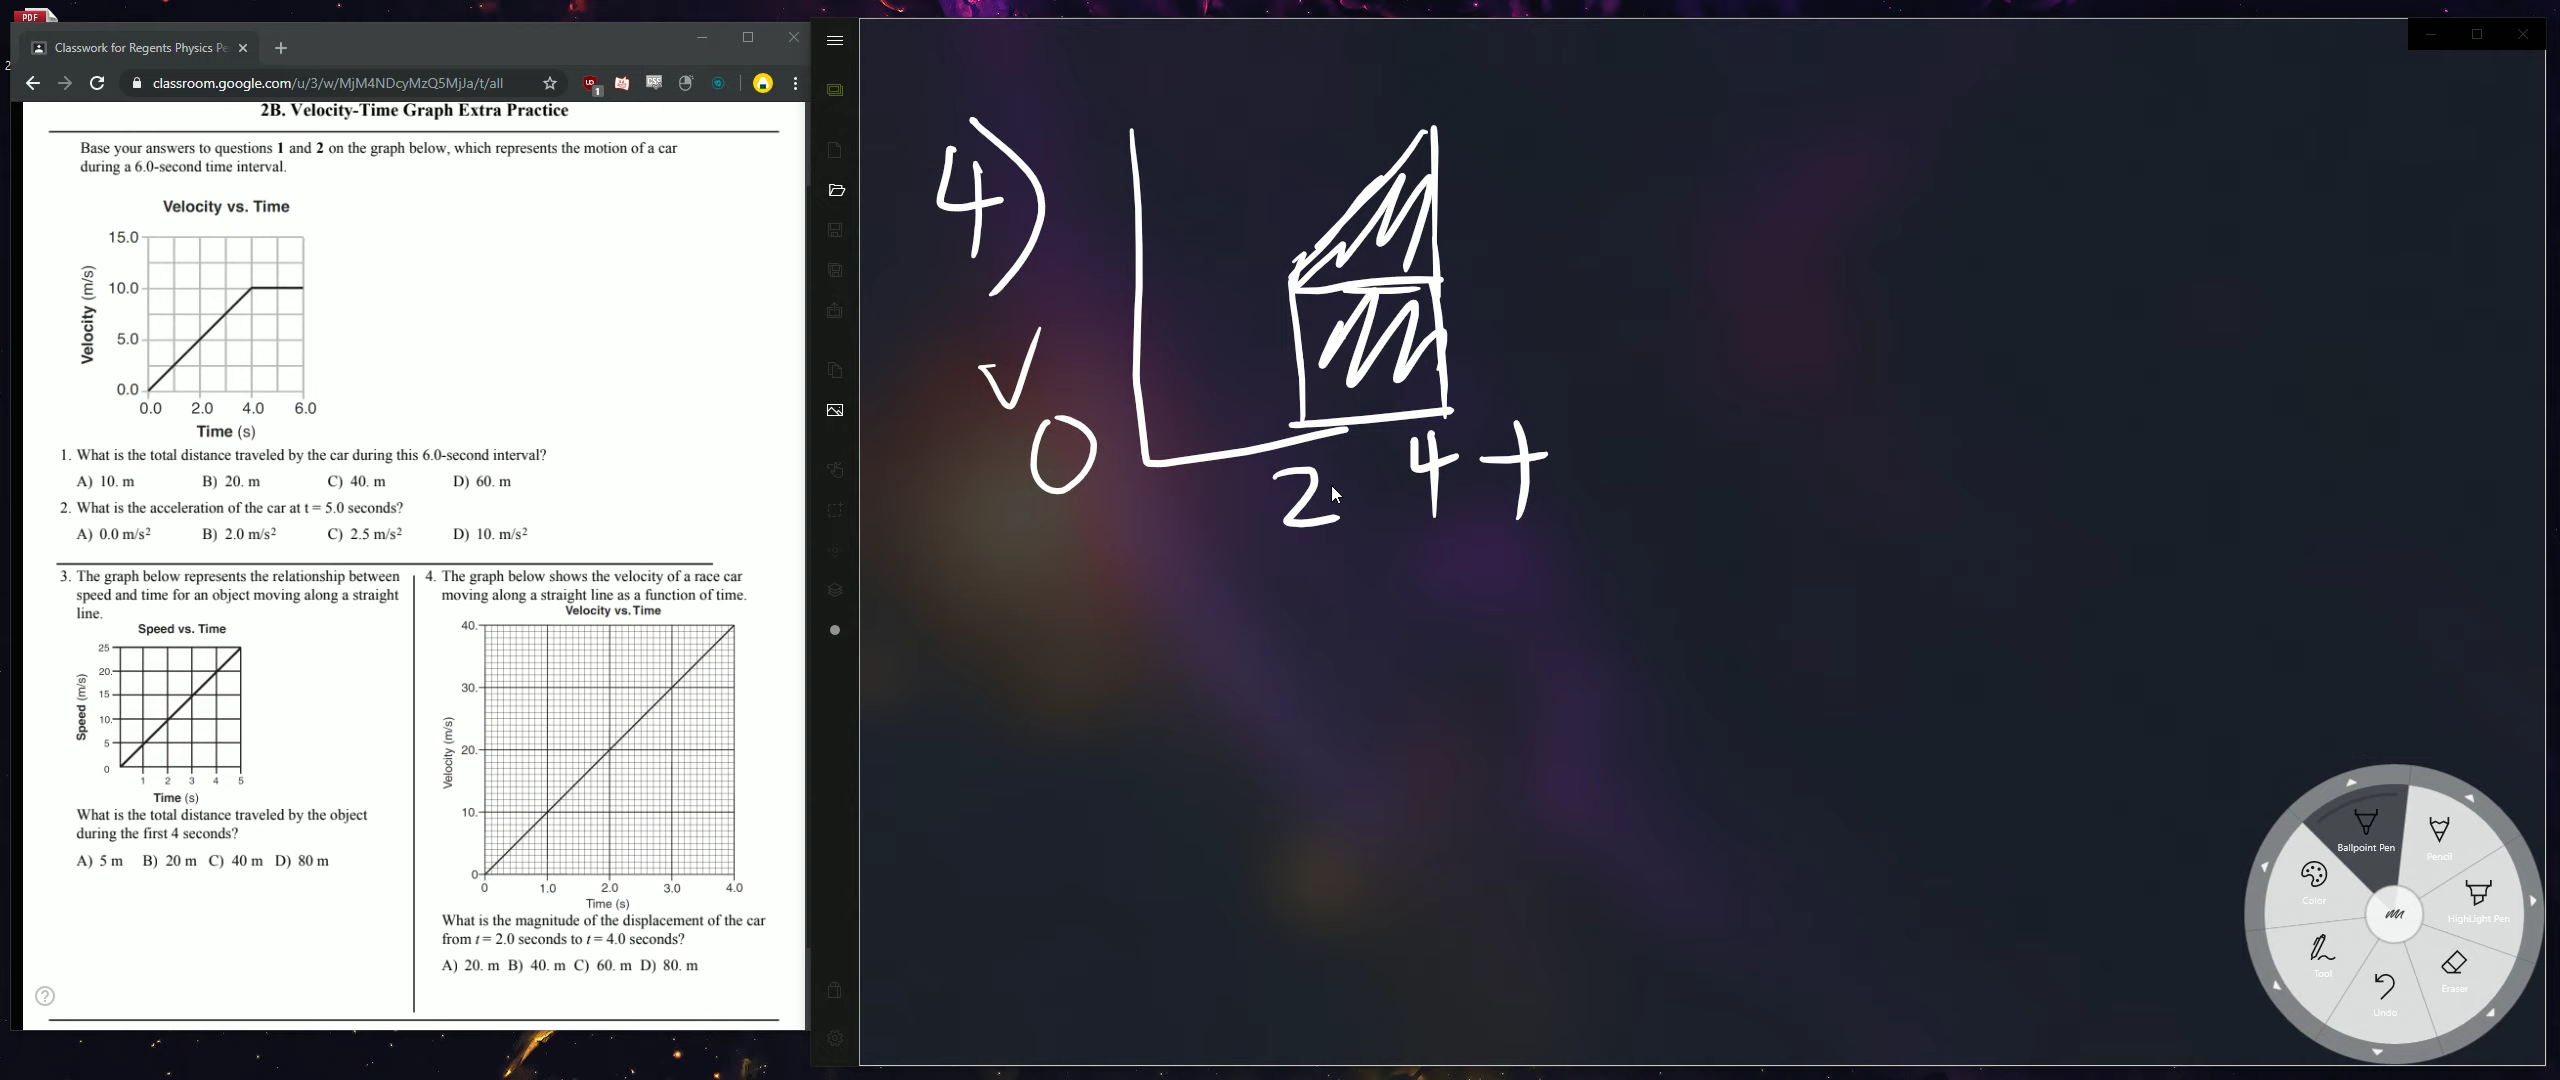 PDF
2
Classwork for Regents Physics Pe
classroom.google.com/u/3/w/MjM4NDcyMzQ5MjJa/t/all
1
2B. Velocity-Time Graph Extra Practice
Base your answers to questions 1 and 2 on the graph below, which represents the motion of a car
during a 6.0-second time interval.
Velocity vs. Time
15.0
10.0
5.0
0.0
Velocity (m/s)
0.0 2.0 4.0 6.0
Time (s)
1. What is the total distance traveled by the car during this 6.0-second interval?
A) 10. m B) 20. m C) 40. m D) 60. m
2. What is the acceleration of the car at t = 5.0 seconds?
A) 0.0 m/s² B) 2.0 m/s² C) 2.5 m/s² D) 10. m/s²
3. The graph below represents the relationship between
speed and time for an object moving along a straight
line.
Speed vs. Time
25
20.
15
10.
5
0
Speed (m/s)
1 2 3 4 5
Time (s)
What is the total distance traveled by the object
during the first 4 seconds?
A) 5 m B) 20 m C) 40 m D) 80 m
4. The graph below shows the velocity of a race car
moving along a straight line as a function of time.
Velocity vs. Time
40.
30.
20.
10.
0
Velocity (m/s)
0 1.0 2.0 3.0 4.0
Time (s)
What is the magnitude of the displacement of the car
from t = 2.0 seconds to t = 4.0 seconds?
A) 20. m B) 40. m C) 60. m D) 80. m
4)
v
0
2 4 t
Ballpoint Pen
Pencil
HighLight Pen
Eraser
Undo
Tool
Color